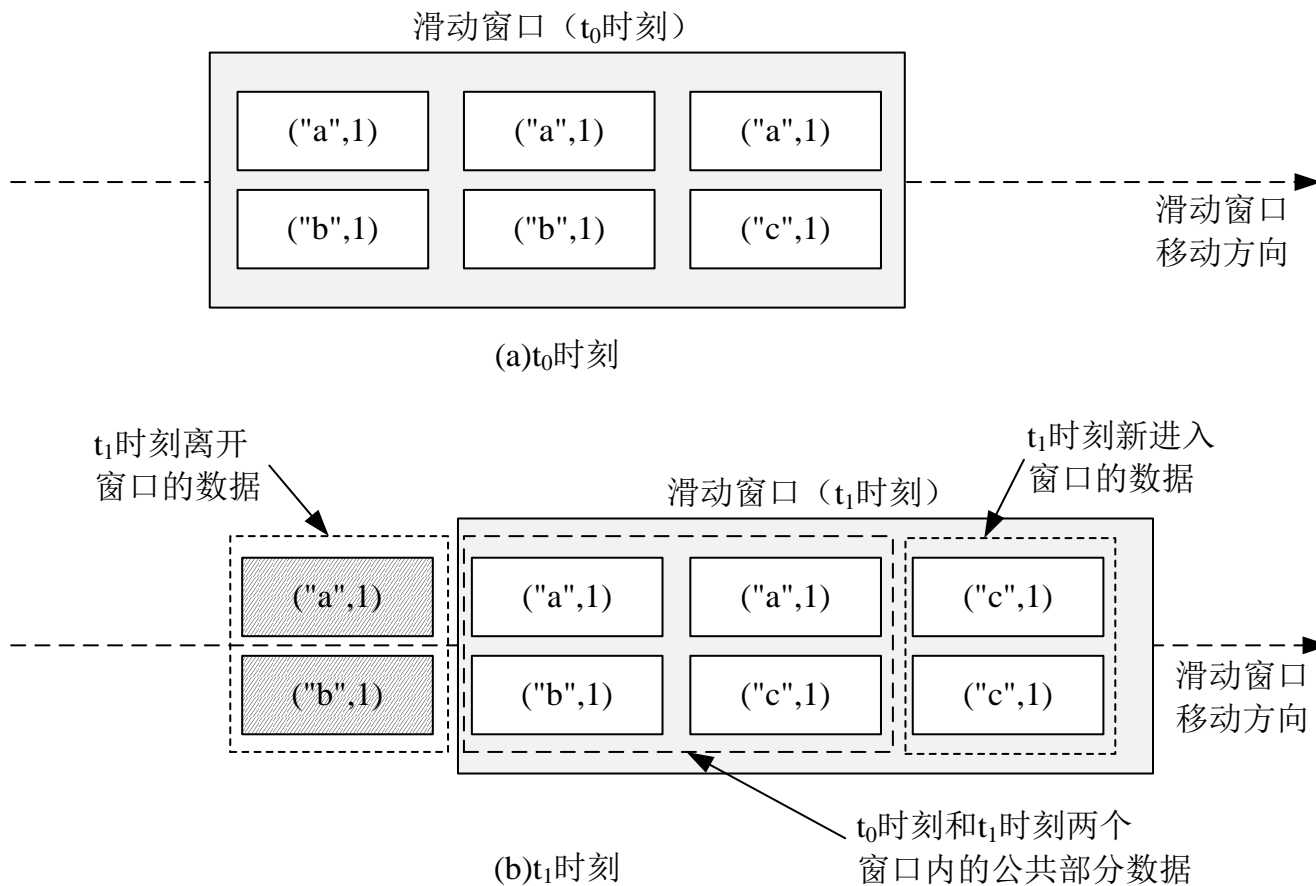 滑动窗口（t₀时刻）
("a",1) ("a",1) ("a",1)
("b",1) ("b",1) ("c",1)
滑动窗口
移动方向
(a)t₀时刻
t₁时刻离开
窗口的数据
t₁时刻新进入
窗口的数据
滑动窗口（t₁时刻）
("a",1) ("a",1) ("a",1) ("c",1)
("b",1) ("b",1) ("c",1) ("c",1)
滑动窗口
移动方向
t₀时刻和t₁时刻两个
窗口内的公共部分数据
(b)t₁时刻